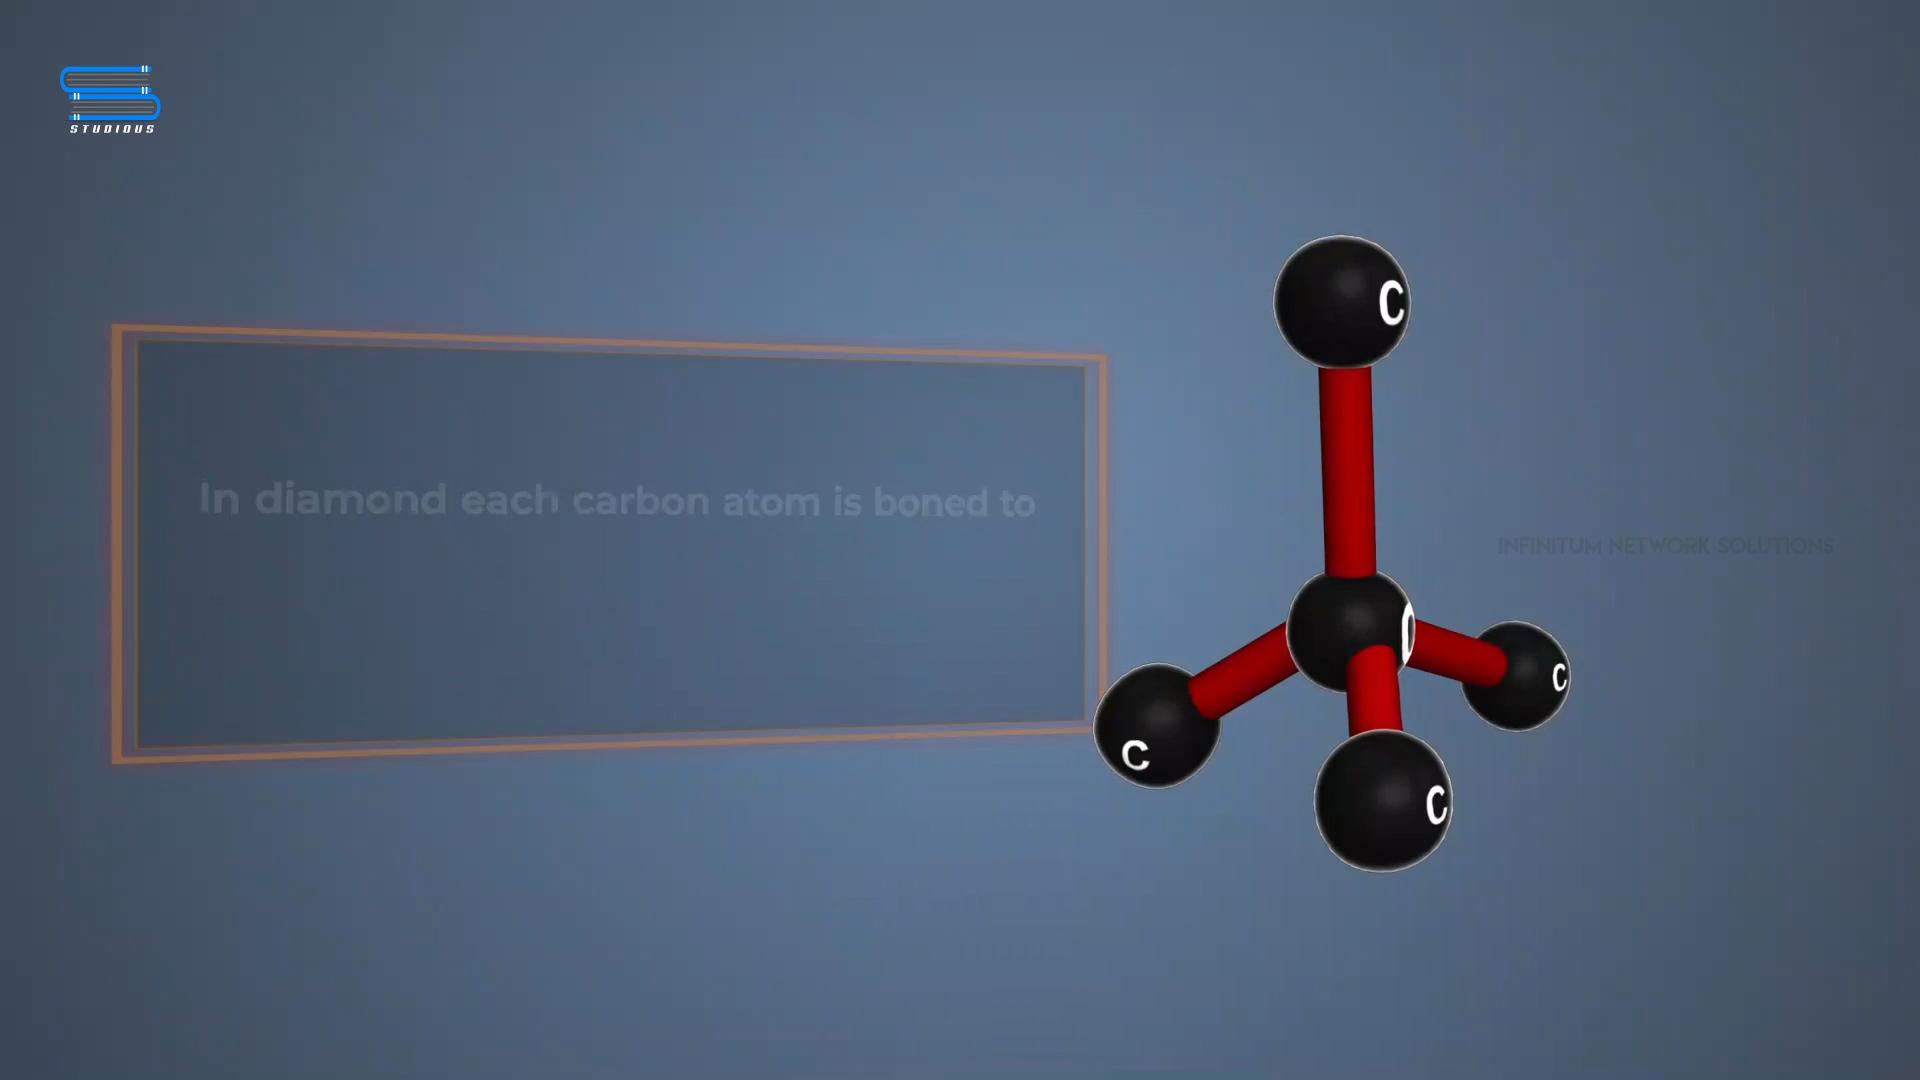 STUDIOUS
In diamond each carbon atom is boned to
C
INFINITUM NETWORK SOLUTIONS
C
C
C